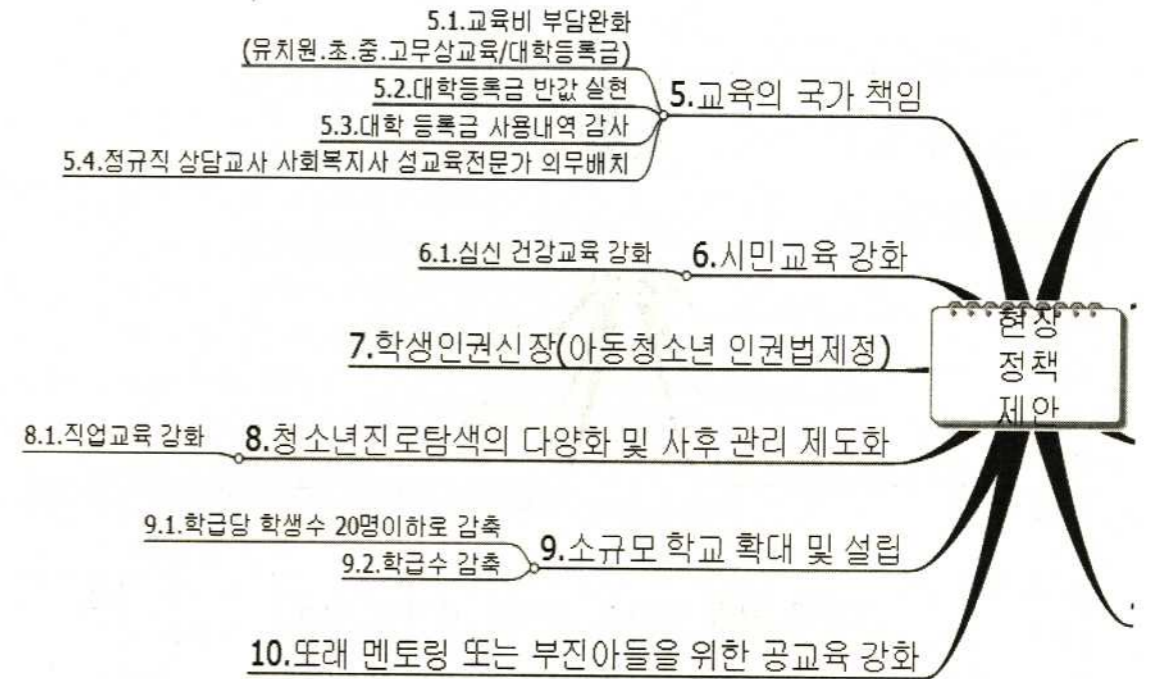 5.1.교육비 부담완화
(유치원.초.중.고무상교육/대학등록금)
5.2.대학등록금 반값 실현
5.3.대학 등록금 사용내역 감사
5.4.정규직 상담교사 사회복지사 성교육전문가 의무배치
5.교육의 국가 책임
6.1.심신 건강교육 강화
6.시민교육 강화
7.학생인권신장(아동청소년 인권법제정)
8.1.직업교육 강화
8.청소년진로탐색의 다양화 및 사후 관리 제도화
9.1.학급당 학생수 20명이하로 감축
9.2.학급수 감축
9.소규모 학교 확대 및 설립
10.또래 멘토링 또는 부진아들을 위한 공교육 강화
현장
정책
제안